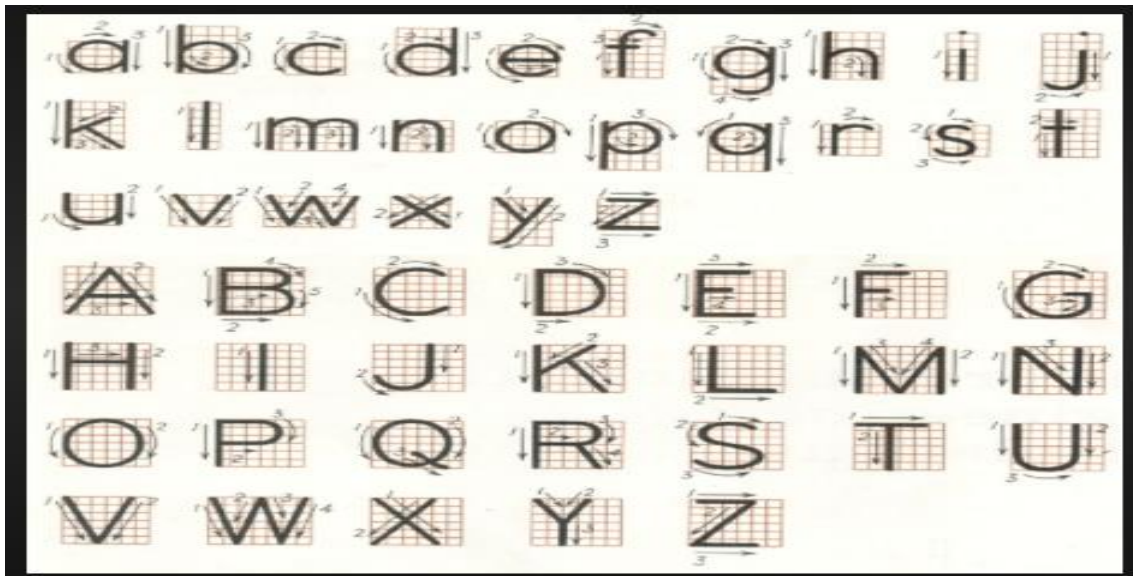 a b c d e f g h i j
k l m n o p q r s t
u v w x y z
A B C D E F G
H I J K L M N
O P Q R S T U
V W X Y Z